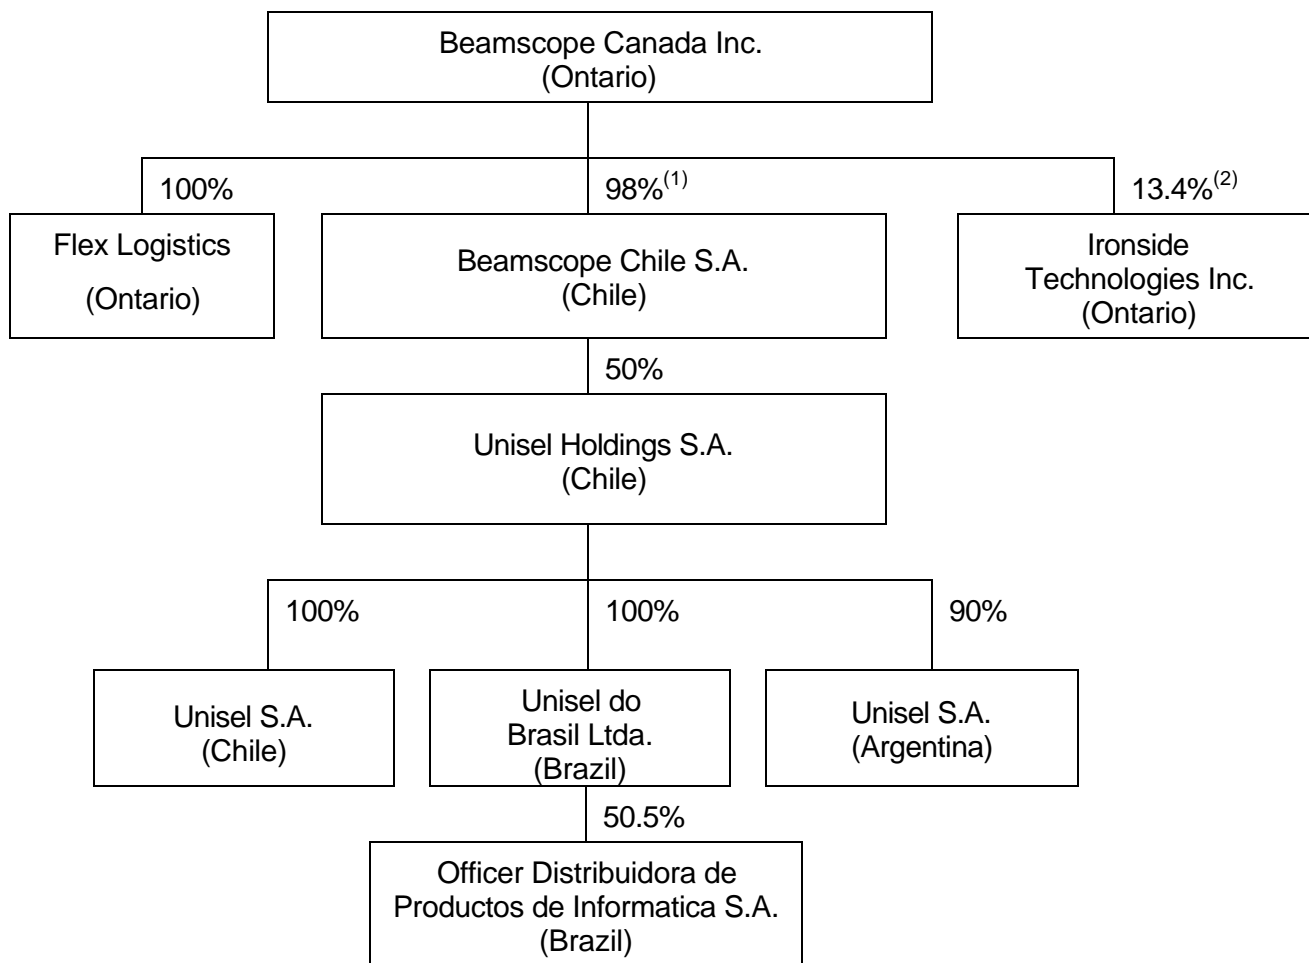 Beamscope Canada Inc.
(Ontario)
100%
98%(1)
13.4%(2)
Flex Logistics
(Ontario)
Beamscope Chile S.A.
(Chile)
Ironside
Technologies Inc.
(Ontario)
50%
Unisel Holdings S.A.
(Chile)
100%
100%
90%
Unisel S.A.
(Chile)
Unisel do
Brasil Ltda.
(Brazil)
Unisel S.A.
(Argentina)
50.5%
Officer Distribuidora de
Productos de Informatica S.A.
(Brazil)